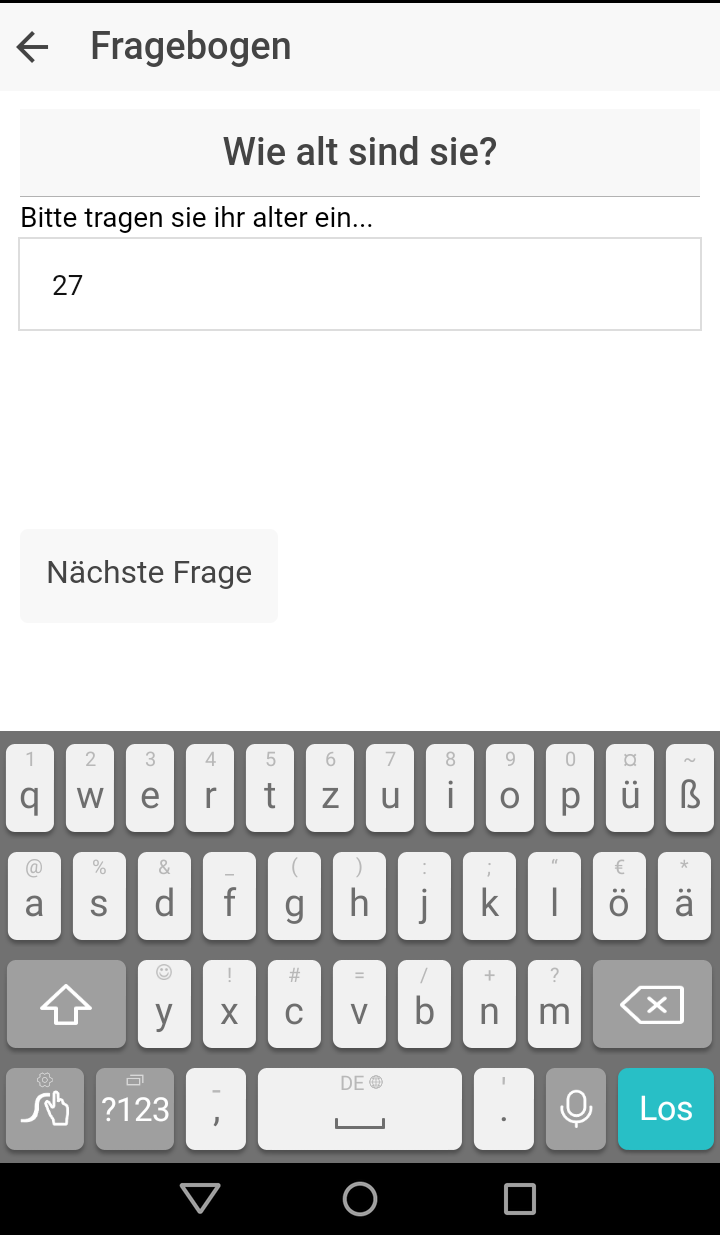 Fragebogen
Wie alt sind sie?
Bitte tragen sie ihr alter ein...
27
Nächste Frage
1 2 3 4 5 6 7 8 9 0 ¤ ~
q w e r t z u i o p ü ß
@ % & _ ( ) : ; “ € *
a s d f g h j k l ö ä
! # = / + ?
y x c v b n m
DE
?123 , . Los